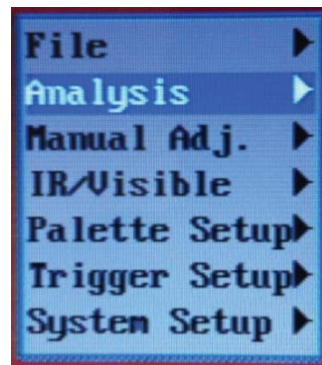 File
Analysis
Manual Adj.
IR/Visible
Palette Setup
Trigger Setup
System Setup